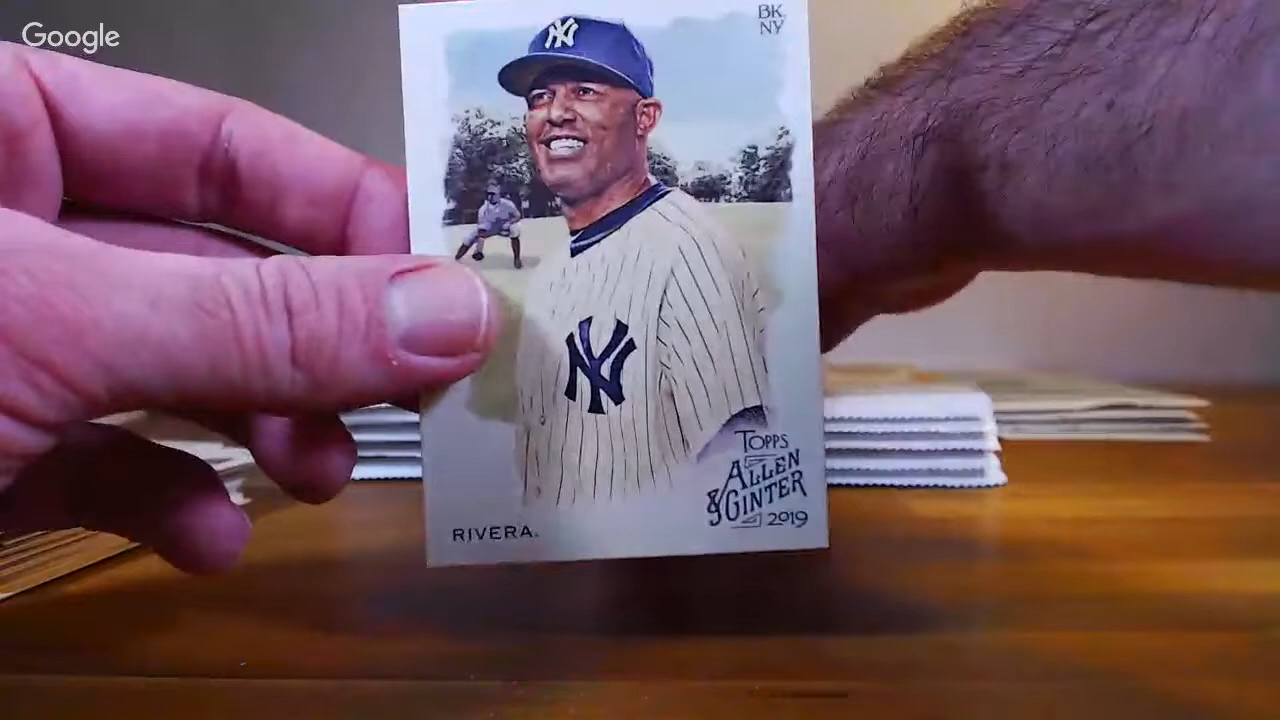 Google
BK
NY
NY
NY
TOPPS
ALLEN
& GINTER
2019
RIVERA.